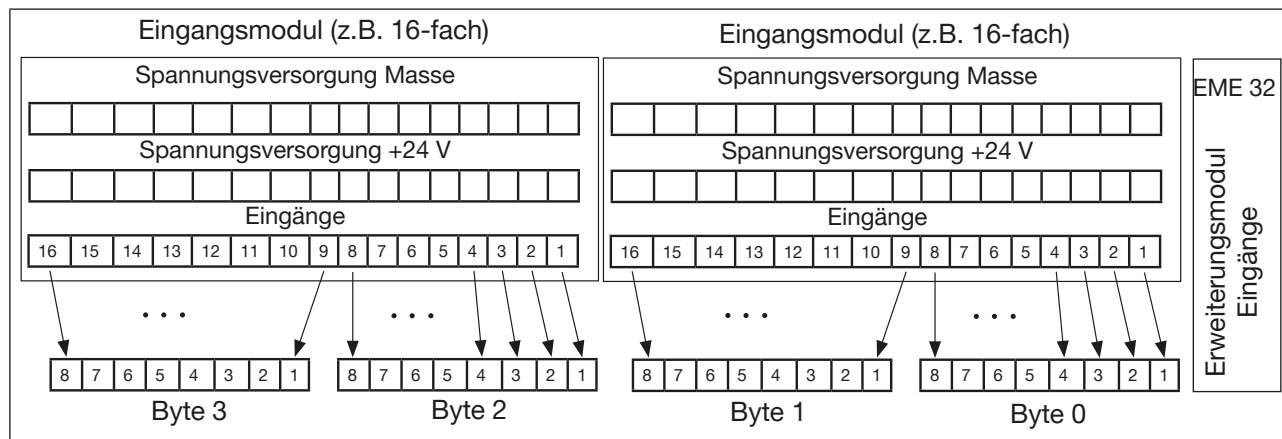 Eingangsmodul (z.B. 16-fach)
Spannungsversorgung Masse
Spannungsversorgung +24 V
Eingänge
16 15 14 13 12 11 10 9 8 7 6 5 4 3 2 1
. . . . . .
8 7 6 5 4 3 2 1 8 7 6 5 4 3 2 1
Byte 3 Byte 2
Eingangsmodul (z.B. 16-fach)
Spannungsversorgung Masse
Spannungsversorgung +24 V
Eingänge
16 15 14 13 12 11 10 9 8 7 6 5 4 3 2 1
. . . . . .
8 7 6 5 4 3 2 1 8 7 6 5 4 3 2 1
Byte 1 Byte 0
EME 32
Erweiterungsmodul
Eingänge